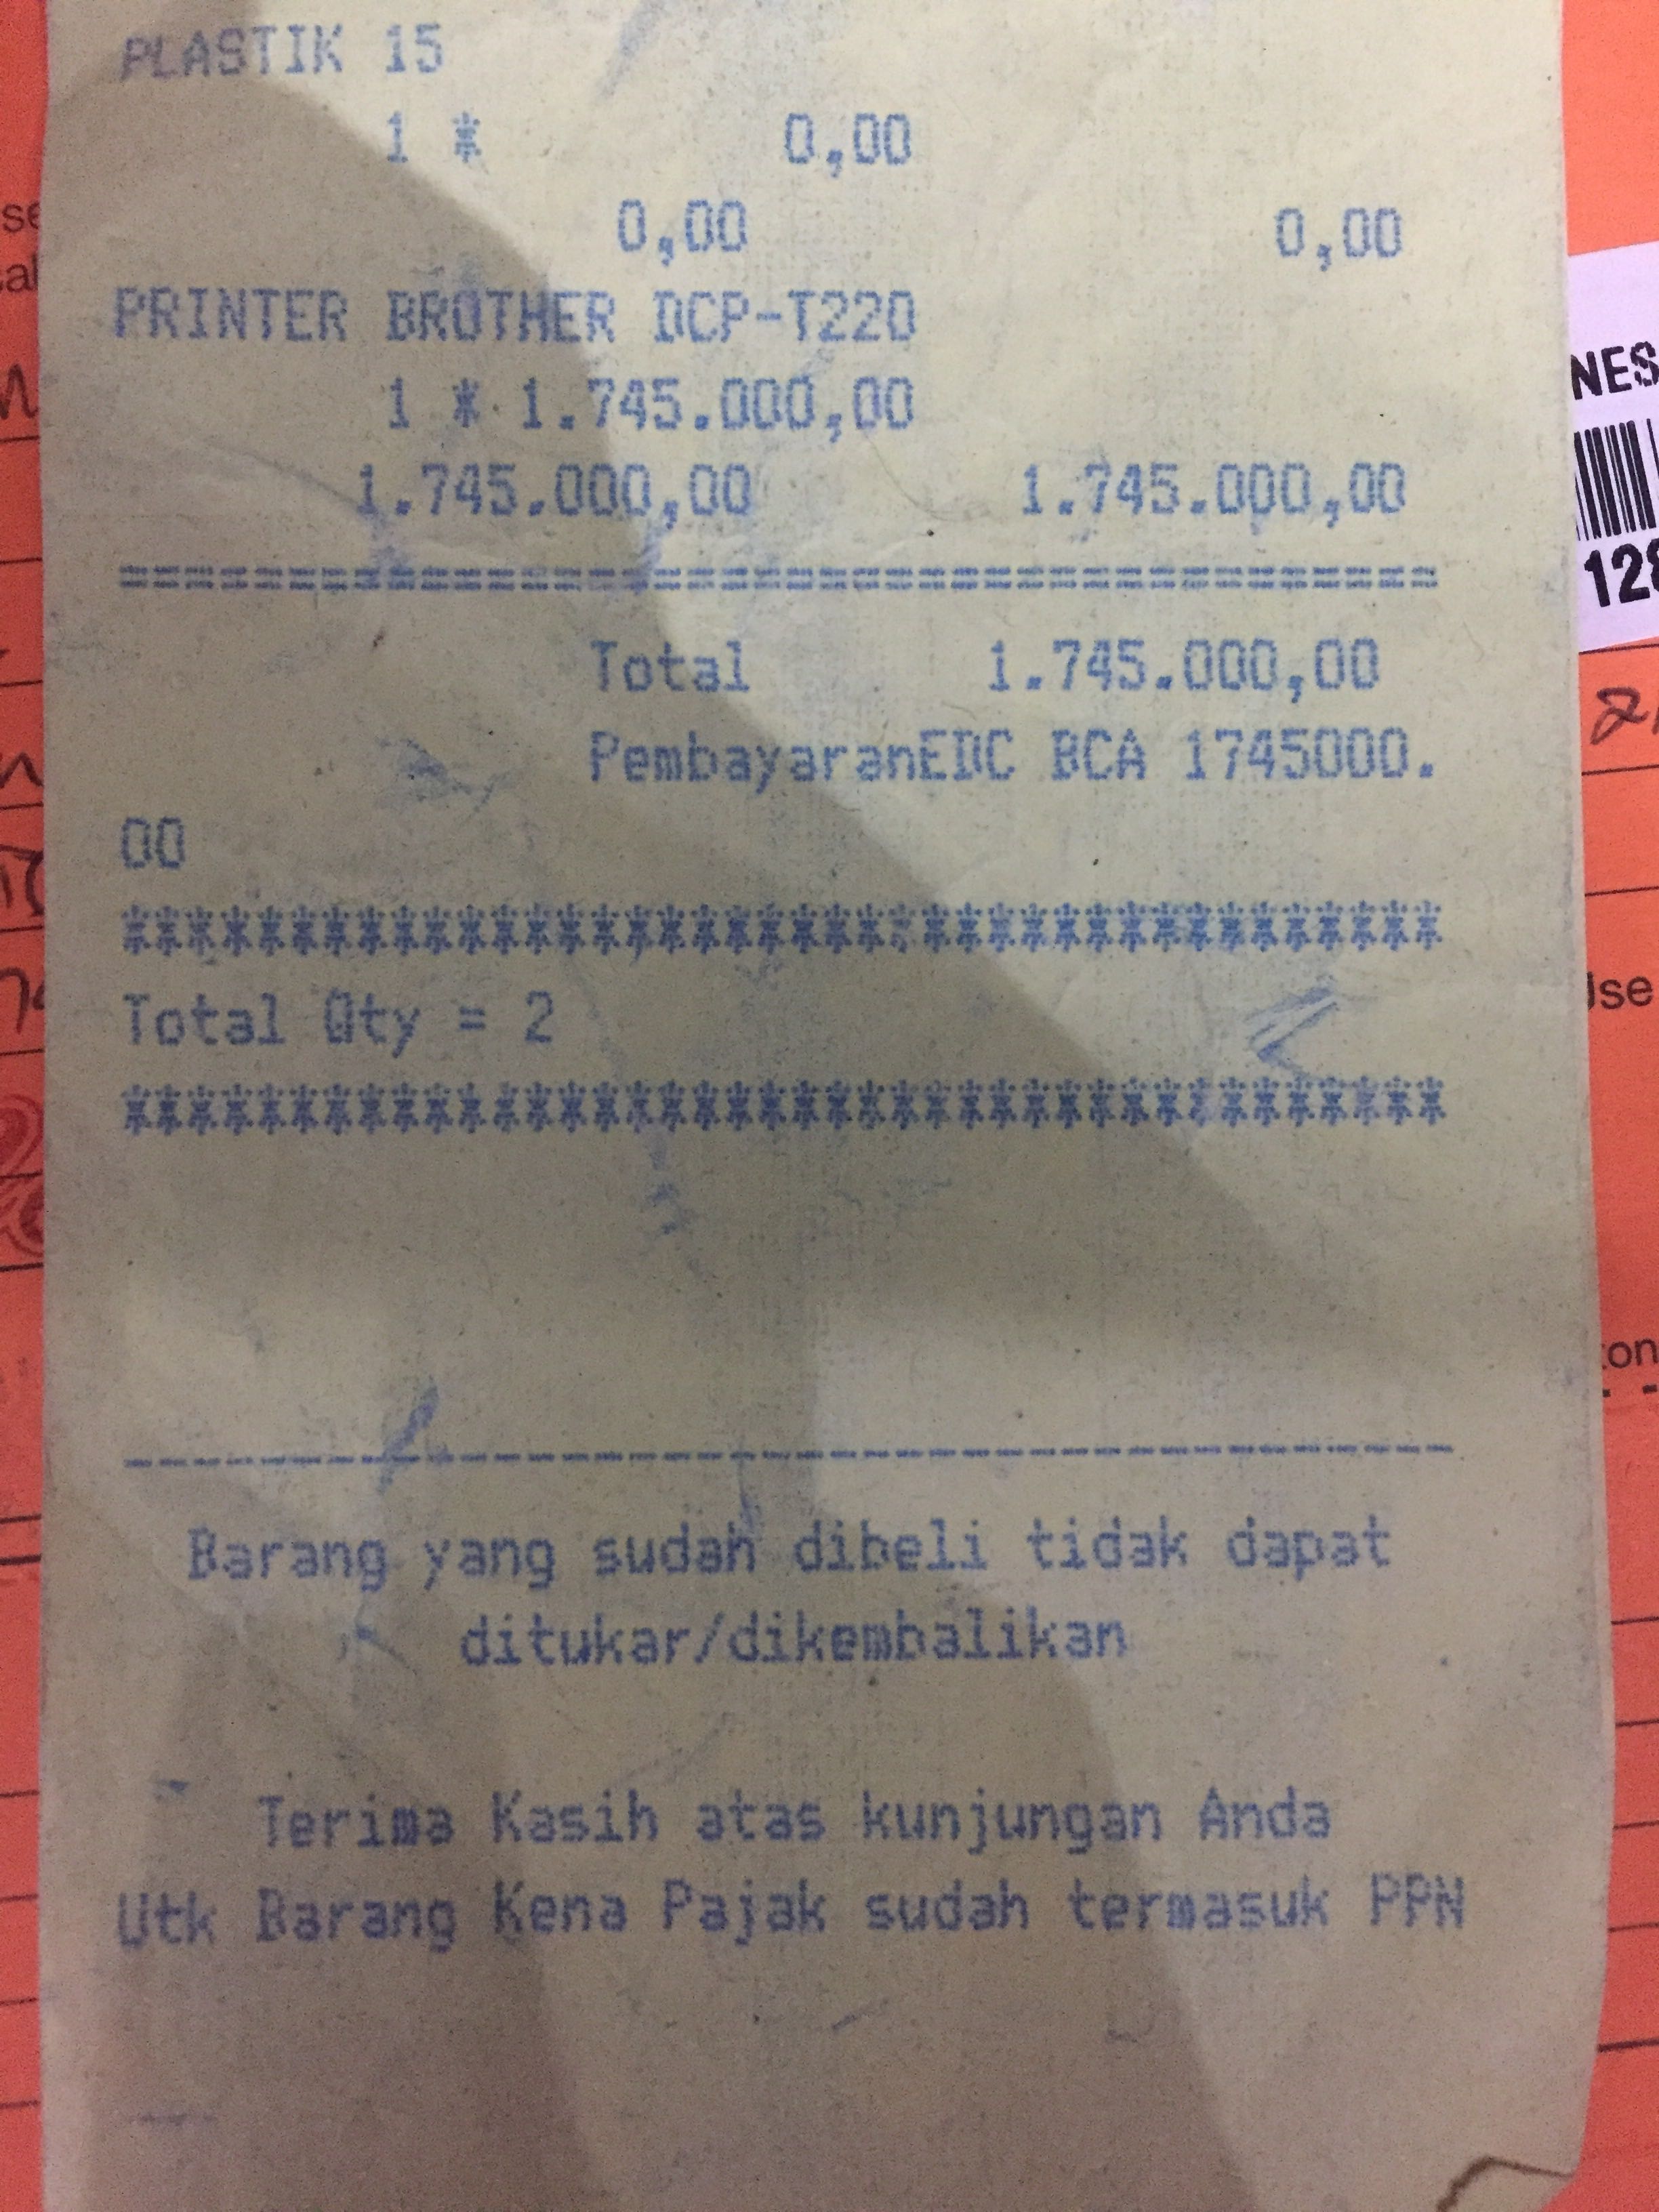 PLASTIK 15
1 * 0,00
0,00 0,00
PRINTER BROTHER DCP-T220
1 * 1.745.000,00
1.745.000,00 1.745.000,00
========================================
Total 1.745.000,00
PembayaranEDC BCA 1745000.
00
****************************************
Total Qty = 2
****************************************
----------------------------------------
Barang yang sudah dibeli tidak dapat
ditukar/dikembalikan
Terima Kasih atas kunjungan Anda
Utk Barang Kena Pajak sudah termasuk PPN
NES
128